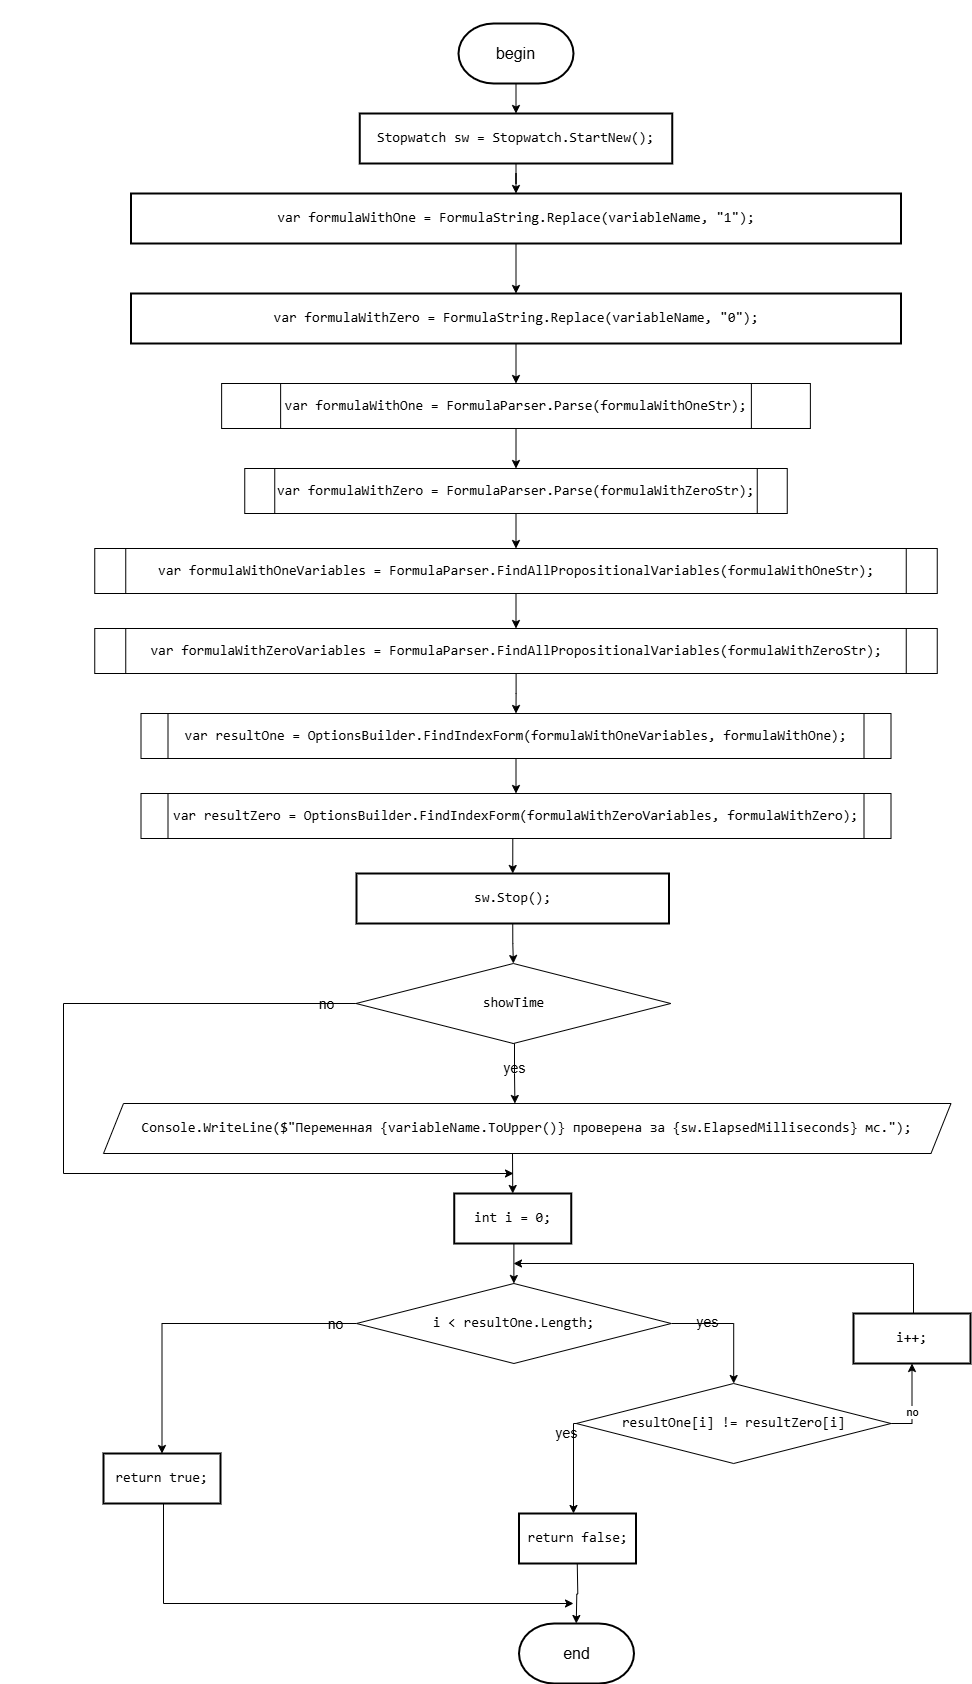 begin
Stopwatch sw = Stopwatch.StartNew();
var formulaWithOne = FormulaString.Replace(variableName, "1");
var formulaWithZero = FormulaString.Replace(variableName, "0");
var formulaWithOne = FormulaParser.Parse(formulaWithOneStr);
var formulaWithZero = FormulaParser.Parse(formulaWithZeroStr);
var formulaWithOneVariables = FormulaParser.FindAllPropositionalVariables(formulaWithOneStr);
var formulaWithZeroVariables = FormulaParser.FindAllPropositionalVariables(formulaWithZeroStr);
var resultOne = OptionsBuilder.FindIndexForm(formulaWithOneVariables, formulaWithOne);
var resultZero = OptionsBuilder.FindIndexForm(formulaWithZeroVariables, formulaWithZero);
sw.Stop();
no
showTime
yes
Console.WriteLine($"Переменная {variableName.ToUpper()} проверена за {sw.ElapsedMilliseconds} мс.");
int i = 0;
no
i < resultOne.Length;
yes
i++;
no
resultOne[i] != resultZero[i]
yes
return true;
return false;
end